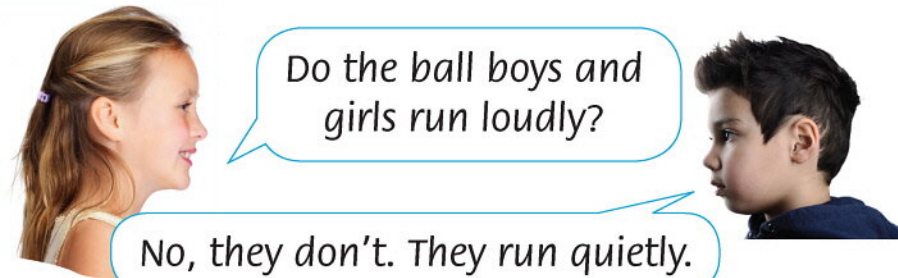 Do the ball boys and
girls run loudly?
No, they don't. They run quietly.